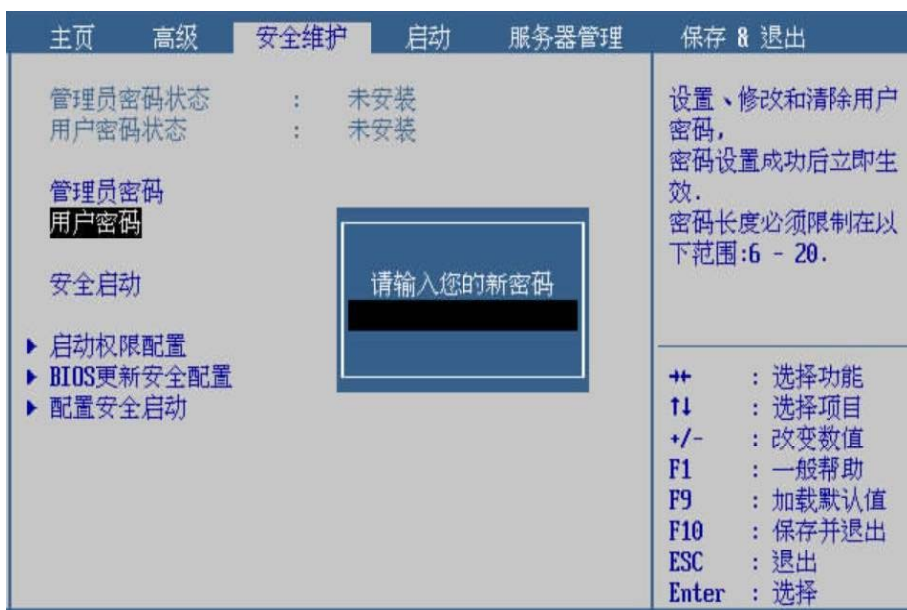 主页 高级 安全维护 启动 服务器管理 保存 & 退出
管理员密码状态 : 未安装
用户密码状态 : 未安装
管理员密码
用户密码
安全启动
启动权限配置
BIOS更新安全配置
配置安全启动
请输入您的新密码
设置、修改和清除用户
密码,
密码设置成功后立即生
效.
密码长度必须限制在以
下范围:6 - 20.
→← : 选择功能
↑↓ : 选择项目
+/- : 改变数值
F1 : 一般帮助
F9 : 加载默认值
F10 : 保存并退出
ESC : 退出
Enter : 选择